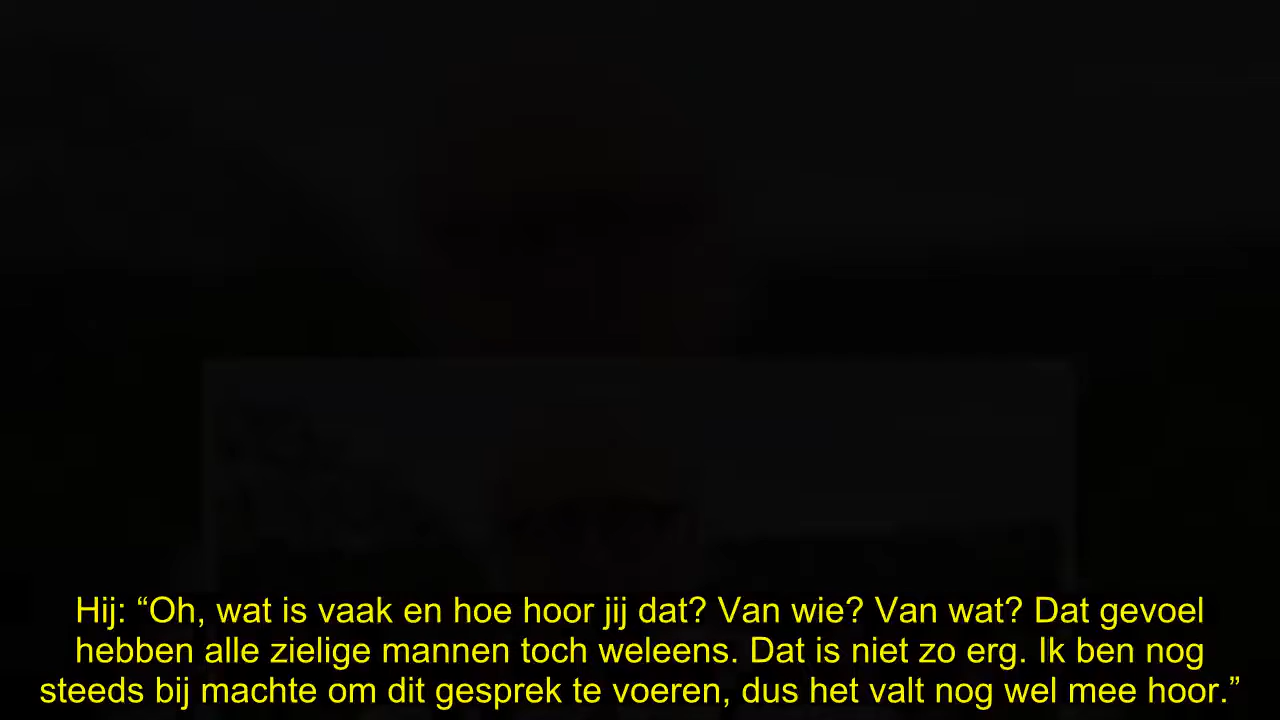 Hij: “Oh, wat is vaak en hoe hoor jij dat? Van wie? Van wat? Dat gevoel
hebben alle zielige mannen toch weleens. Dat is niet zo erg. Ik ben nog
steeds bij machte om dit gesprek te voeren, dus het valt nog wel mee hoor.”